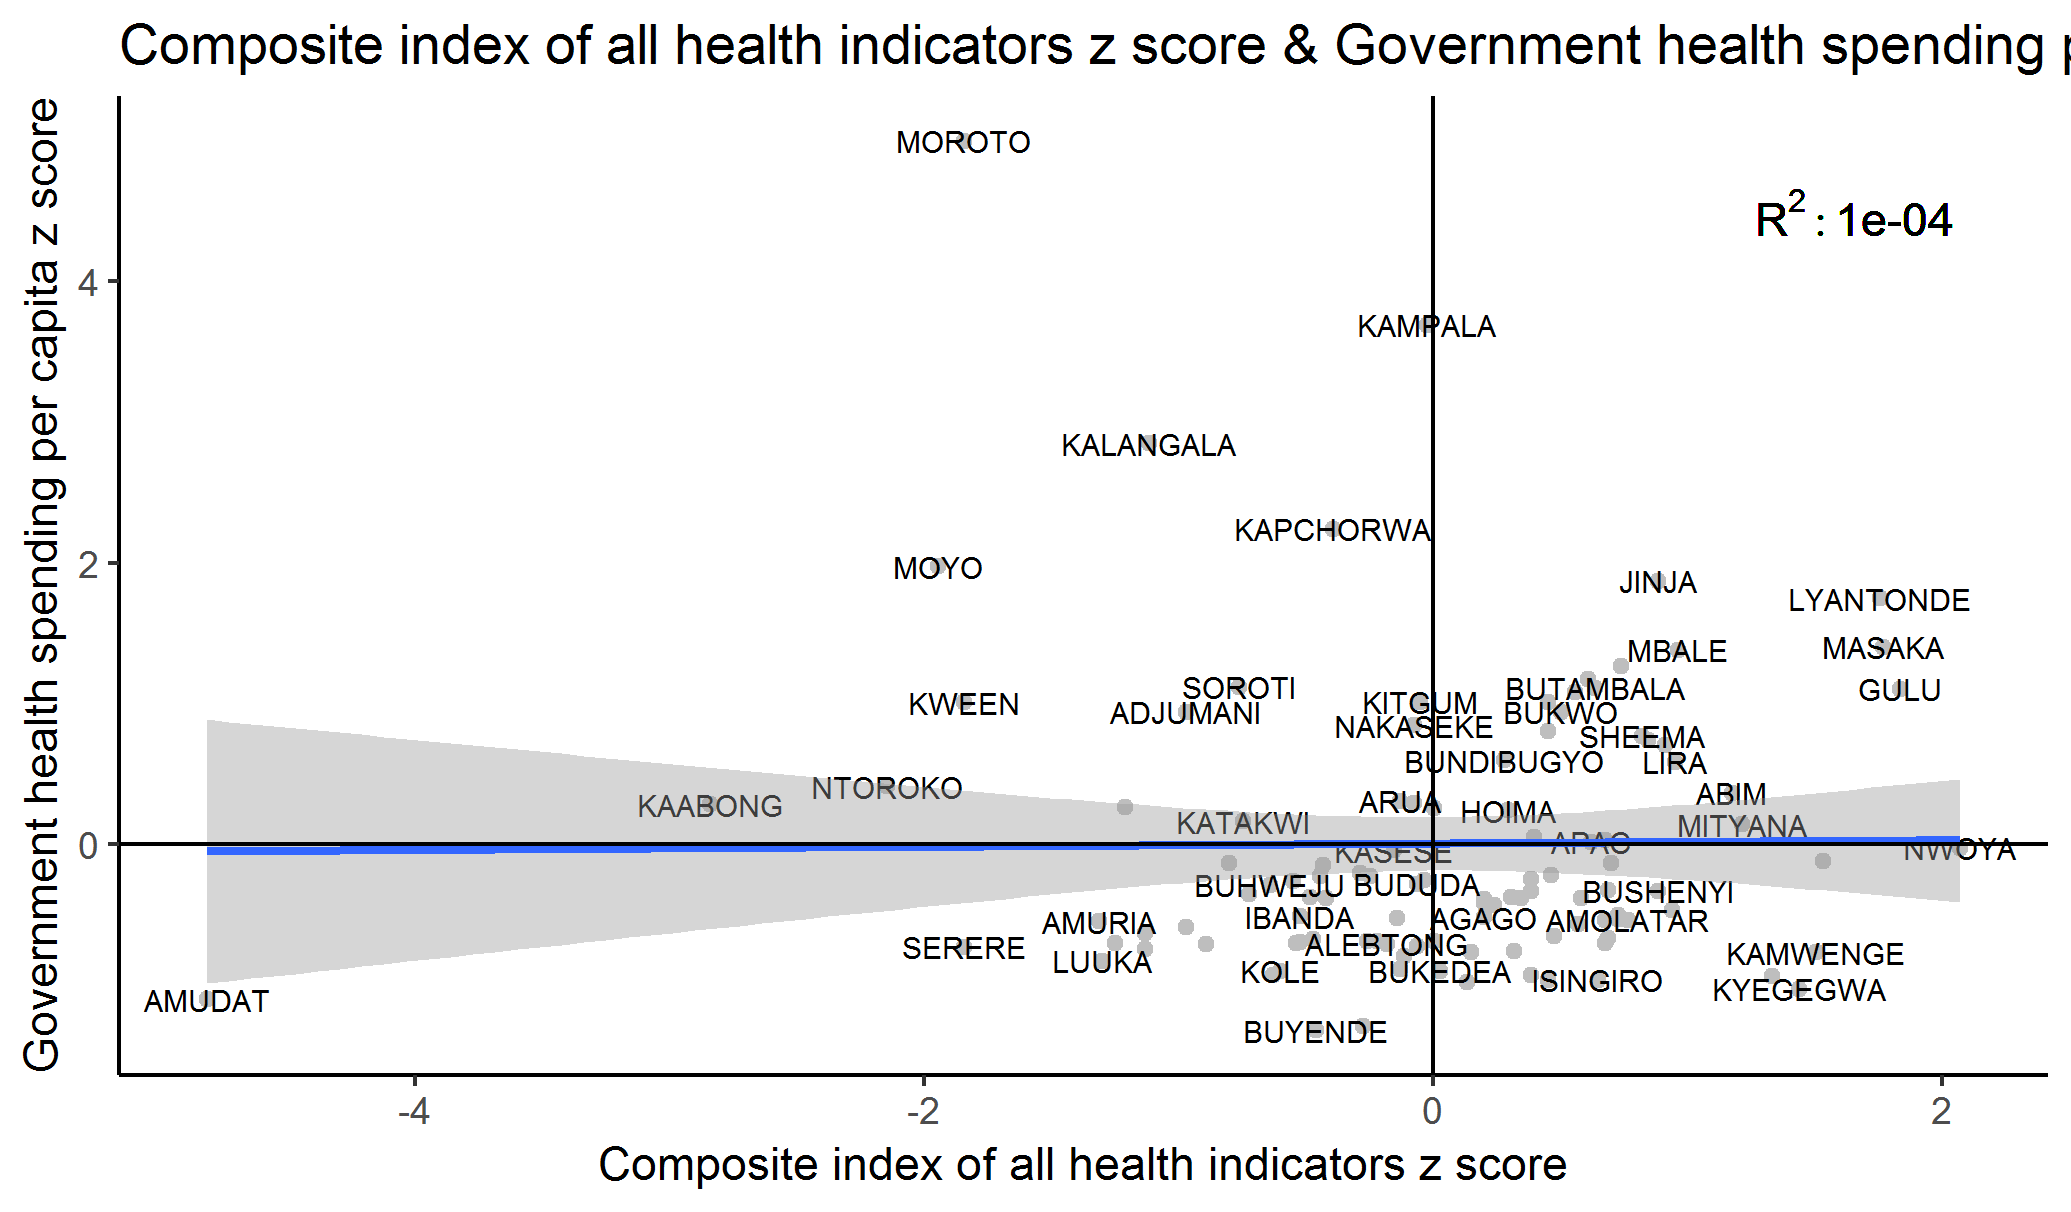 Composite index of all health indicators z score & Government health spending p
Government health spending per capita z score
MOROTO
R²: 1e-04
4
KAMPALA
KALANGALA
KAPCHORWA
MOYO
2
JINJA
LYANTONDE
MBALE
MASAKA
SOROTI
BUTAMBALA
GULU
KWEEN
KITGUM
ADJUMANI
BUKWO
NAKASEKE
SHEEMA
BUNDIBUGYO
LIRA
NTOROKO
ABIM
KAABONG
ARUA
HOIMA
KATAKWI
MITYANA
0
APAC
KASESE
NWOYA
BUHWEJU
BUDUDA
BUSHENYI
AMURIA
IBANDA
AGAGO
AMOLATAR
SERERE
ALEBTONG
KAMWENGE
LUUKA
KOLE
BUKEDEA
ISINGIRO
KYEGEGWA
AMUDAT
BUYENDE
-4
-2
0
2
Composite index of all health indicators z score